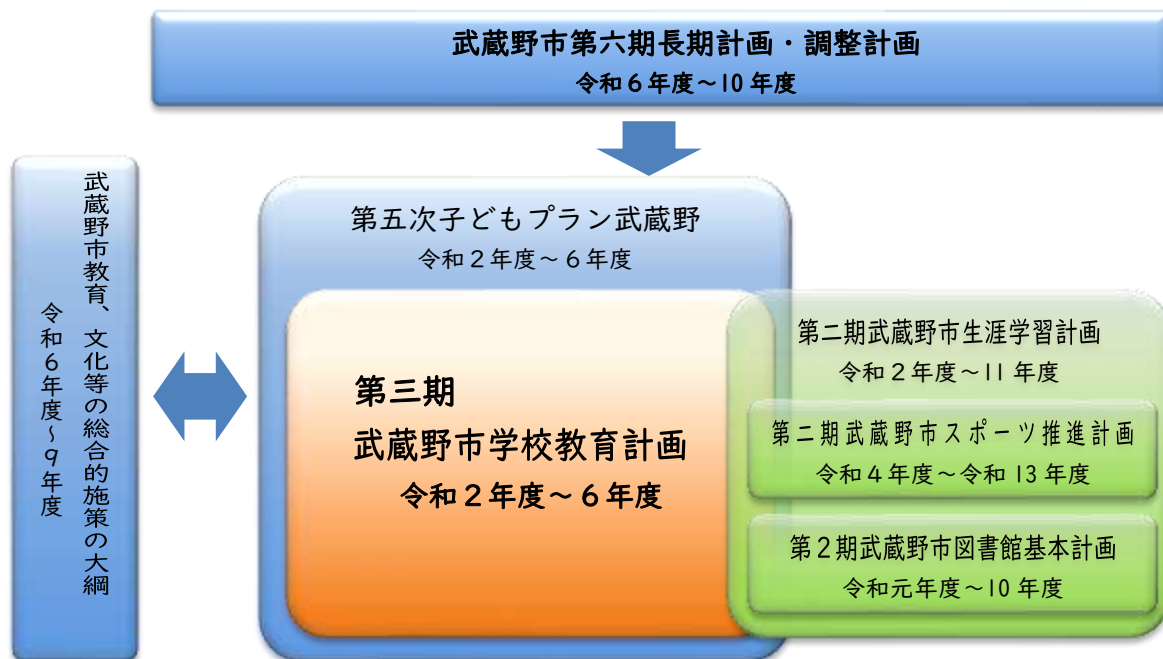 武蔵野市第六期長期計画・調整計画
令和６年度～10年度
武蔵野市教育、文化等の総合的施策の大綱
令和６年度～９年度
第五次子どもプラン武蔵野
令和２年度～６年度
第三期
武蔵野市学校教育計画
令和２年度～６年度
第二期武蔵野市生涯学習計画
令和２年度～11年度
第二期武蔵野市スポーツ推進計画
令和４年度～令和13年度
第２期武蔵野市図書館基本計画
令和元年度～10年度